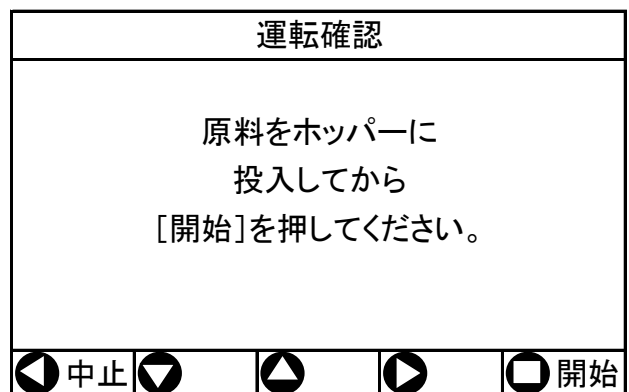 運転確認
原料をホッパーに
投入してから
[開始]を押してください。
中止 開始